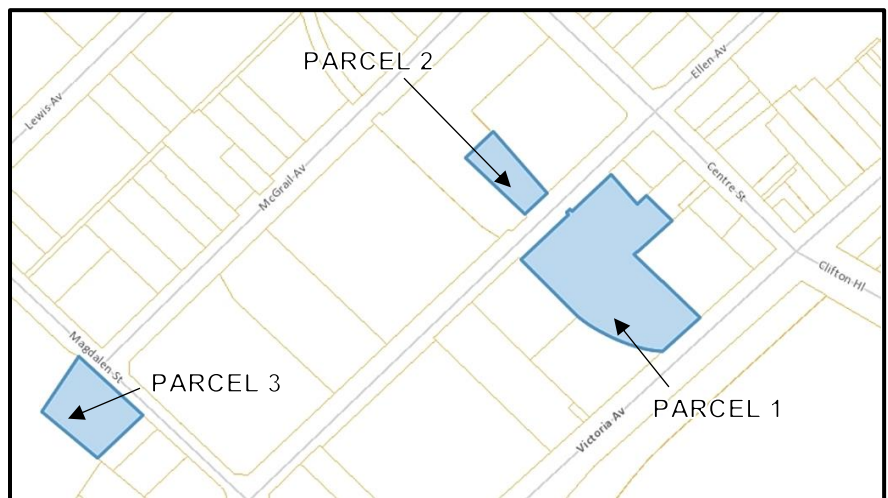 PARCEL 2
Ellen Av
Lewis Av
McGrail Av
Centre St
Clifton Hl
Magdalen St
PARCEL 3
PARCEL 1
Victoria Av